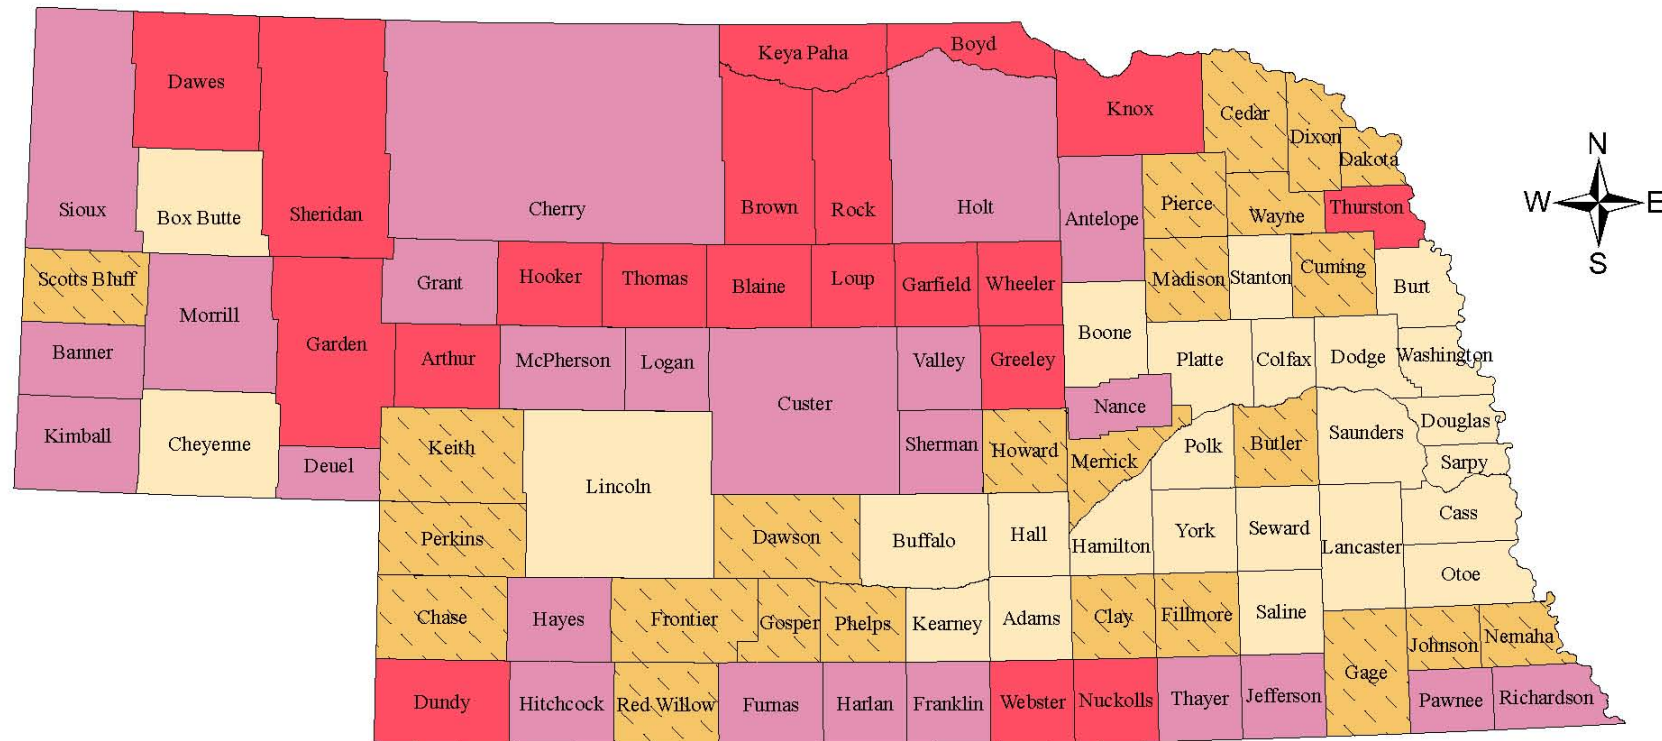 Keya Paha
Boyd
Dawes
Knox
Cedar
Dixon
Dakota
N
W
E
S
Sioux
Box Butte
Sheridan
Cherry
Brown
Rock
Holt
Antelope
Pierce
Wayne
Thurston
Scotts Bluff
Morrill
Grant
Hooker
Thomas
Blaine
Loup
Garfield
Wheeler
Madison
Stanton
Cuming
Burt
Banner
Garden
Arthur
McPherson
Logan
Custer
Valley
Greeley
Boone
Platte
Colfax
Dodge
Washington
Kimball
Cheyenne
Deuel
Keith
Lincoln
Sherman
Howard
Nance
Merrick
Polk
Butler
Saunders
Douglas
Sarpy
Perkins
Dawson
Buffalo
Hall
Hamilton
York
Seward
Lancaster
Cass
Otoe
Chase
Hayes
Frontier
Gosper
Phelps
Kearney
Adams
Clay
Fillmore
Saline
Gage
Johnson
Nemaha
Dundy
Hitchcock
Red Willow
Furnas
Harlan
Franklin
Webster
Nuckolls
Thayer
Jefferson
Pawnee
Richardson